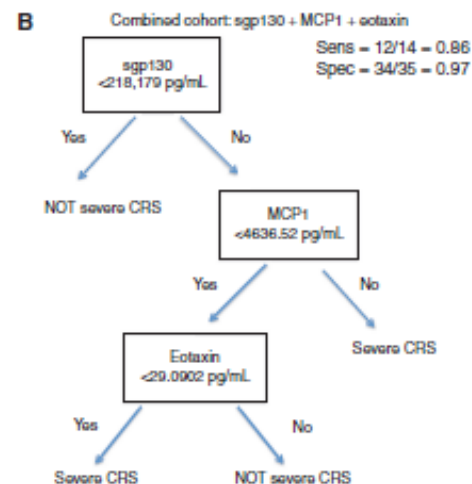 B
Combined cohort: sgp130 + MCP1 + eotaxin
Sens = 12/14 = 0.86
Spec = 34/35 = 0.97
sgp130
<218,179 pg/mL
Yes
No
NOT severe CRS
MCP1
<4636.52 pg/mL
Yes
No
Eotaxin
<29.0902 pg/mL
Severe CRS
Yes
No
Severe CRS
NOT severe CRS